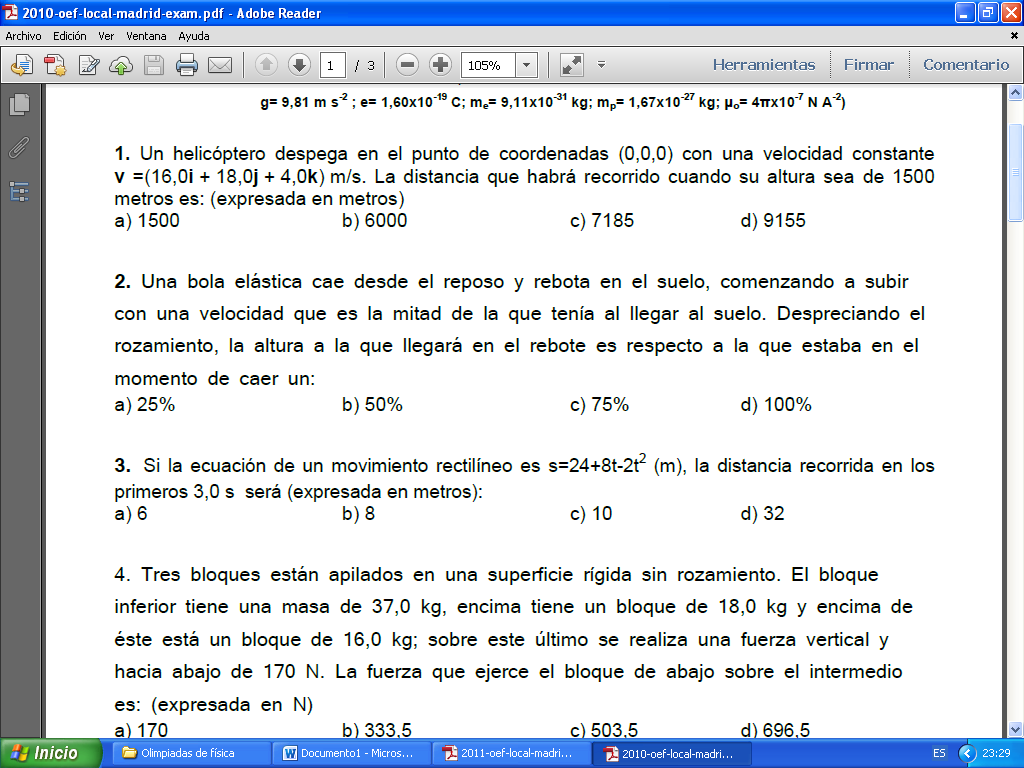 2010-oef-local-madrid-exam.pdf - Adobe Reader
Archivo Edición Ver Ventana Ayuda
1 / 3 105% Herramientas Firmar Comentario
g= 9,81 m s⁻² ; e= 1,60x10⁻¹⁹ C; mₑ= 9,11x10⁻³¹ kg; mₚ= 1,67x10⁻²⁷ kg; µₒ= 4πx10⁻⁷ N A⁻²)
1. Un helicóptero despega en el punto de coordenadas (0,0,0) con una velocidad constante
v =(16,0i + 18,0j + 4,0k) m/s. La distancia que habrá recorrido cuando su altura sea de 1500
metros es: (expresada en metros)
a) 1500 b) 6000 c) 7185 d) 9155
2. Una bola elástica cae desde el reposo y rebota en el suelo, comenzando a subir
con una velocidad que es la mitad de la que tenía al llegar al suelo. Despreciando el
rozamiento, la altura a la que llegará en el rebote es respecto a la que estaba en el
momento de caer un:
a) 25% b) 50% c) 75% d) 100%
3. Si la ecuación de un movimiento rectilíneo es s=24+8t-2t² (m), la distancia recorrida en los
primeros 3,0 s será (expresada en metros):
a) 6 b) 8 c) 10 d) 32
4. Tres bloques están apilados en una superficie rígida sin rozamiento. El bloque
inferior tiene una masa de 37,0 kg, encima tiene un bloque de 18,0 kg y encima de
éste está un bloque de 16,0 kg; sobre este último se realiza una fuerza vertical y
hacia abajo de 170 N. La fuerza que ejerce el bloque de abajo sobre el intermedio
es: (expresada en N)
a) 170 b) 333,5 c) 503,5 d) 696,5
Inicio Olimpiadas de física Documento1 - Micros... 2011-oef-local-madri... 2010-oef-local-madri... ES 23:29